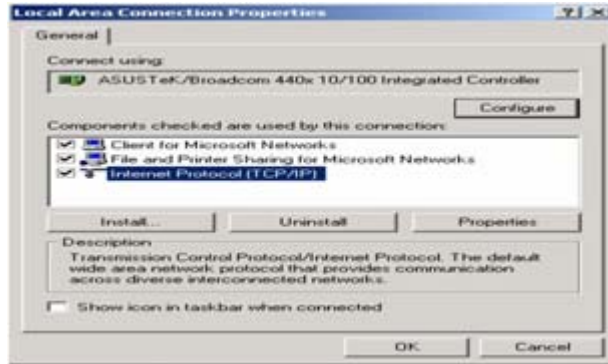 Local Area Connection Properties
General
Connect using:
ASUSTeK/Broadcom 440x 10/100 Integrated Controller
Configure
Components checked are used by this connection:
Client for Microsoft Networks
File and Printer Sharing for Microsoft Networks
Internet Protocol (TCP/IP)
Install... Uninstall Properties
Description
Transmission Control Protocol/Internet Protocol. The default
wide area network protocol that provides communication
across diverse interconnected networks.
Show icon in taskbar when connected
OK Cancel